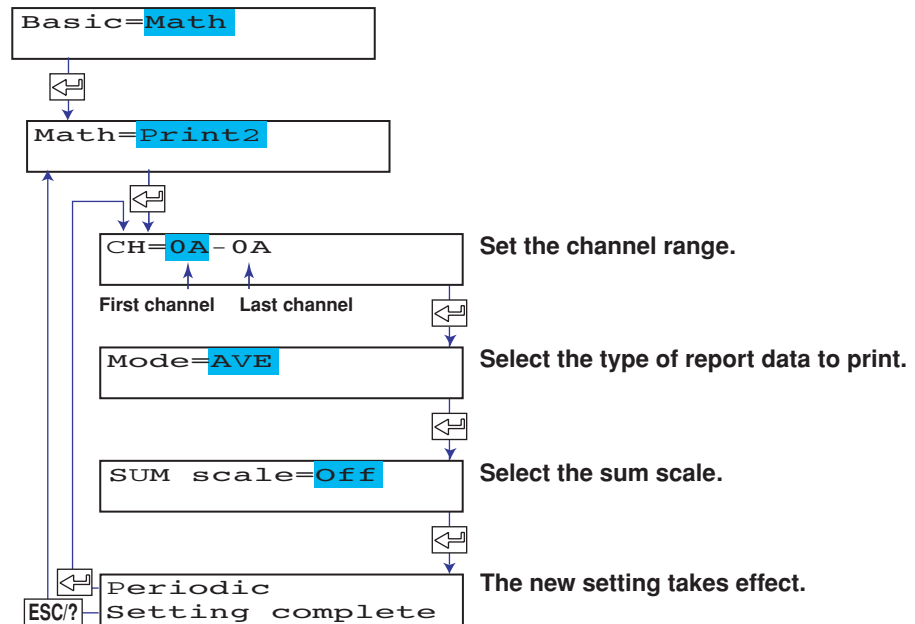 Basic=Math
Math=Print2
CH=0A-0A
Set the channel range.
First channel
Last channel
Mode=AVE
Select the type of report data to print.
SUM scale=Off
Select the sum scale.
Periodic
The new setting takes effect.
ESC/?
Setting complete